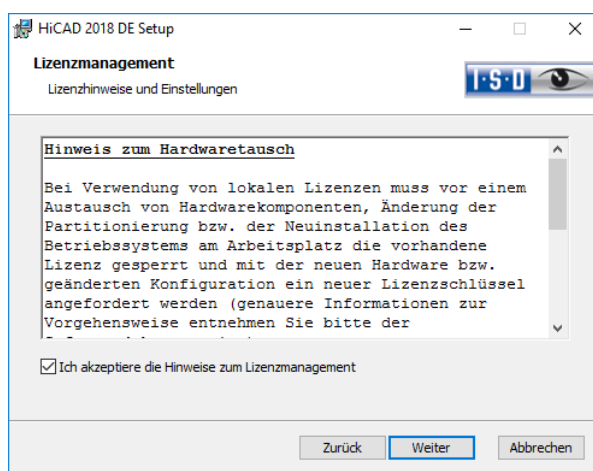 HiCAD 2018 DE Setup
Lizenzmanagement
Lizenzhinweise und Einstellungen
I·S·D
Hinweis zum Hardwaretausch
Bei Verwendung von lokalen Lizenzen muss vor einem
Austausch von Hardwarekomponenten, Änderung der
Partitionierung bzw. der Neuinstallation des
Betriebssystems am Arbeitsplatz die vorhandene
Lizenz gesperrt und mit der neuen Hardware bzw.
geänderten Konfiguration ein neuer Lizenzschlüssel
angefordert werden (genauere Informationen zur
Vorgehensweise entnehmen Sie bitte der
Ich akzeptiere die Hinweise zum Lizenzmanagement
Zurück Weiter Abbrechen